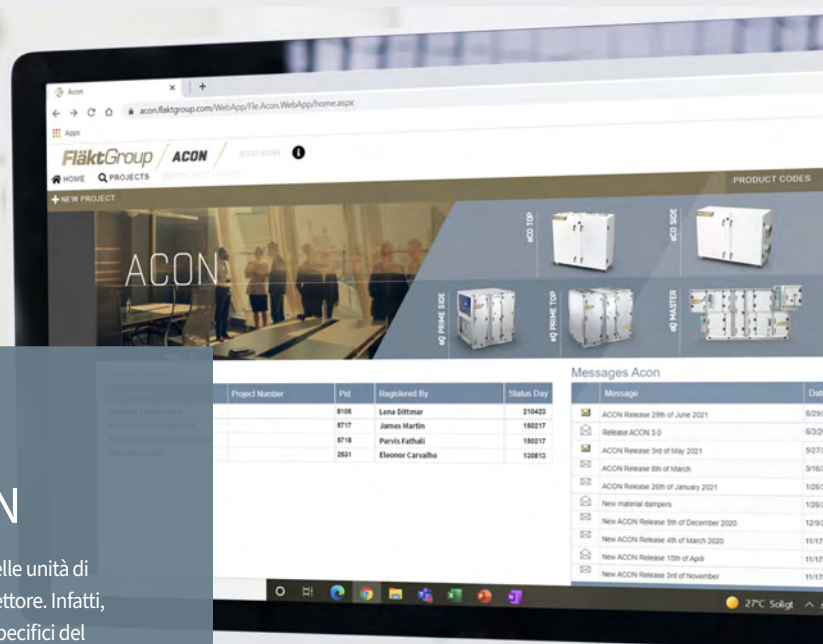 Acon
acon.flaktgroup.com/WebApp/Fle.Acon.WebApp/home.aspx
Apps
FläktGroup ACON
HOME PROJECTS
PRODUCT CODES
NEW PROJECT
ACON
eCO TOP
eCO SIDE
eQ PRIME SIDE
eQ PRIME TOP
eQ MASTER
Messages Acon
Project Number Pid Registered By Status Day
8106 Lena Dittmar 210423
5717 James Martin 150217
5718 Parvis Fathali 150217
2531 Eleonor Carvalho 130813
Message
ACON Release 29th of June 2021
Release ACON 3.0
ACON Release 3rd of May 2021
ACON Release 8th of March
ACON Release 26th of January 2021
New material dampers
New ACON Release 9th of December 2020
New ACON Release 4th of March 2020
New ACON Release 15th of April
New ACON Release 3rd of November
27°C Soligt
N
elle unità di
ettore. Infatti,
pecifici del